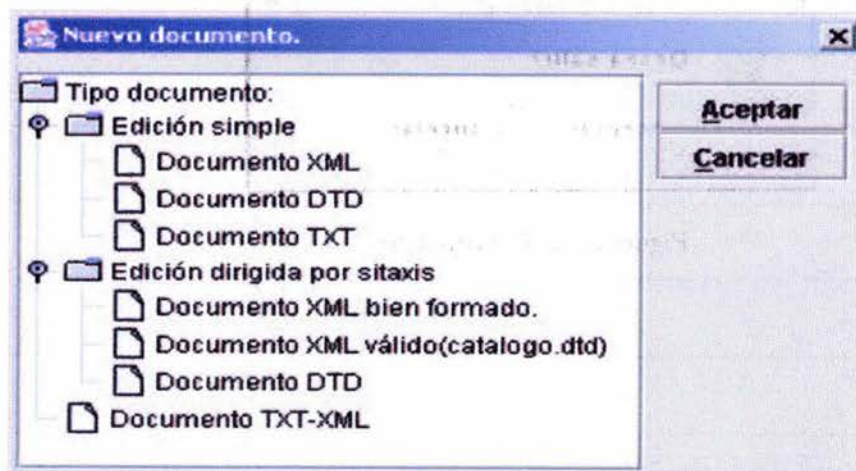 Nuevo documento.
Tipo documento:
Aceptar
Edición simple
Cancelar
Documento XML
Documento DTD
Documento TXT
Edición dirigida por sitaxis
Documento XML bien formado.
Documento XML válido(catalogo.dtd)
Documento DTD
Documento TXT-XML